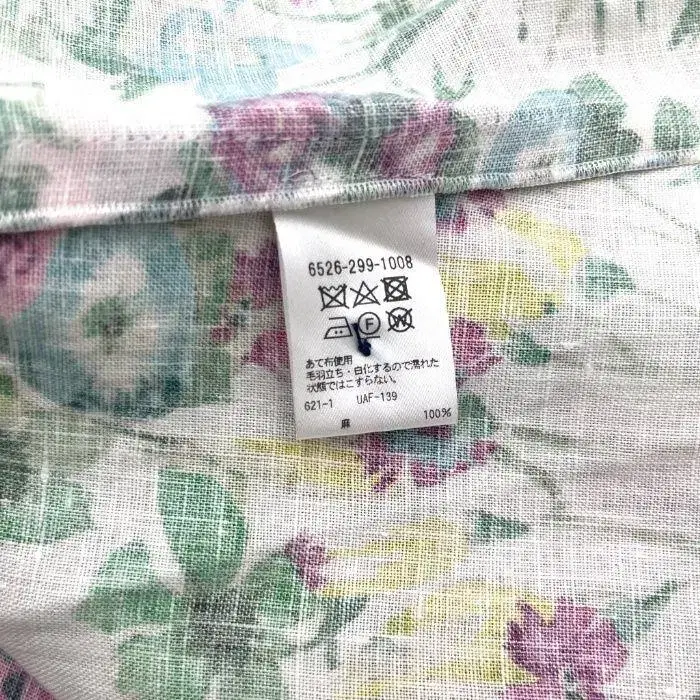 6526-299-1008
F W
あて布使用
毛羽立ち・白化するので濡れた
状態ではこすらない。
621-1 UAF-139
麻 100%